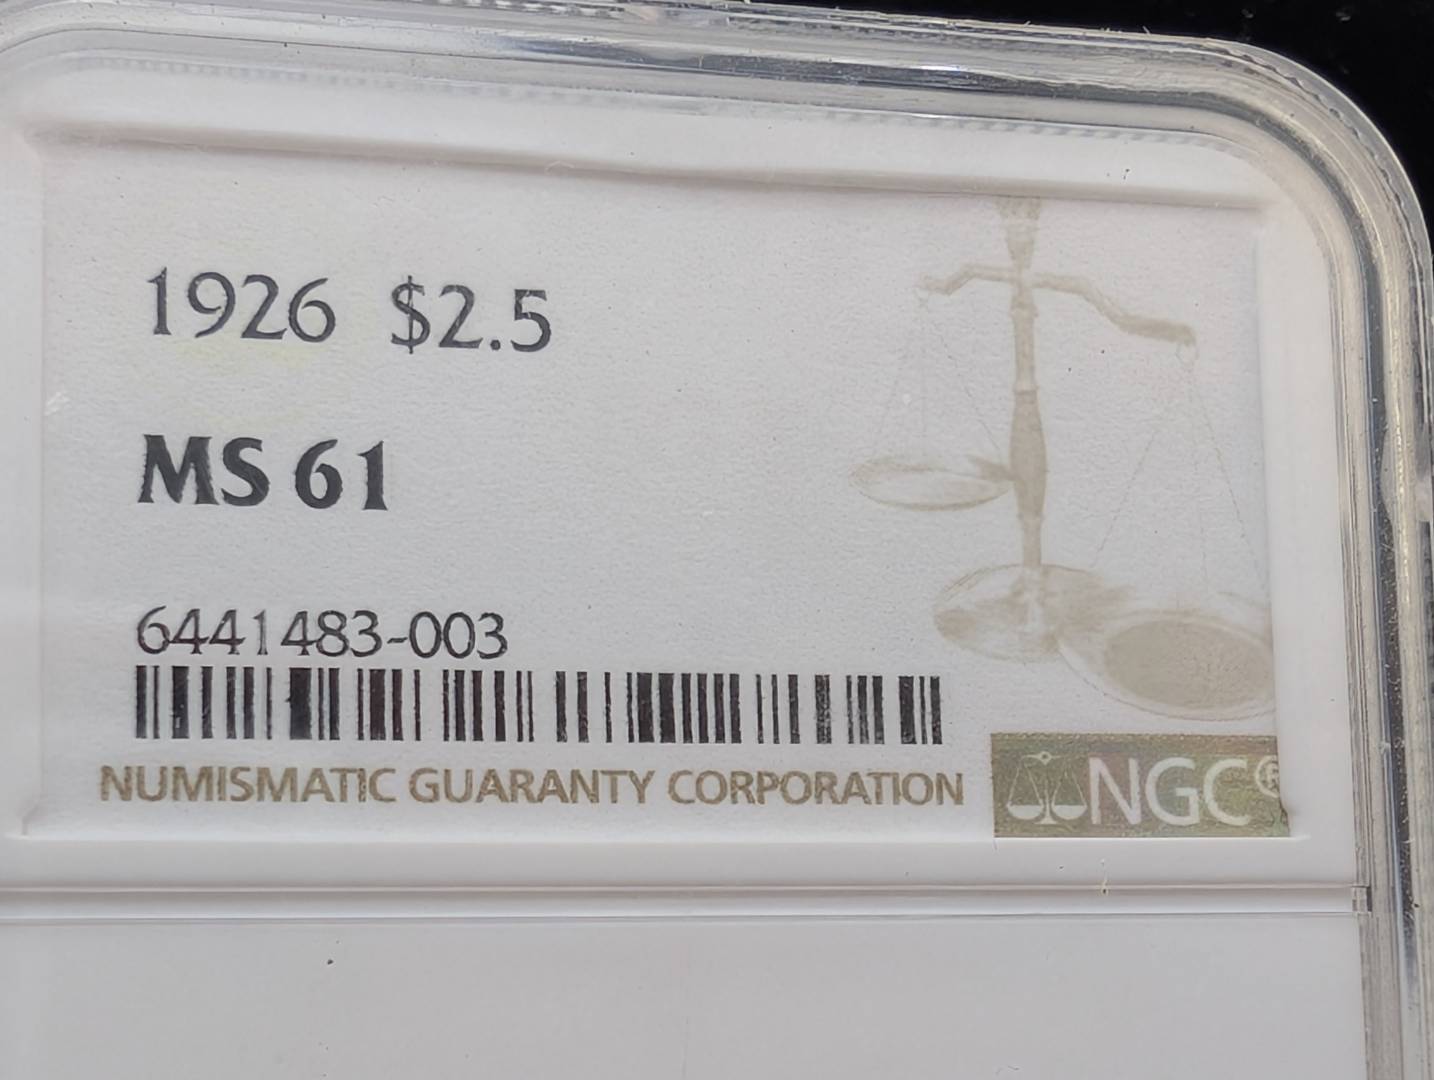 1926 $2.5
MS 61
6441483-003
NUMISMATIC GUARANTY CORPORATION
NGC®